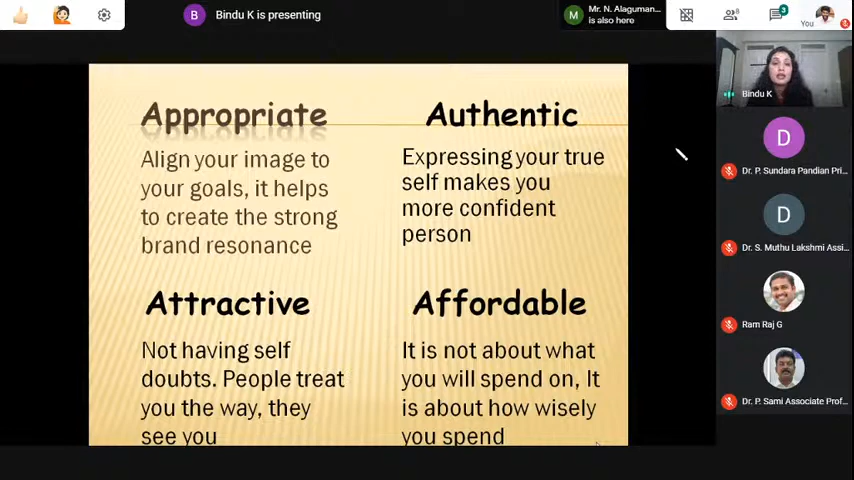 B
Bindu K is presenting
M
Mr. N. Alaguman...
is also here
8
3
You
Appropriate
Align your image to
your goals, it helps
to create the strong
brand resonance
Authentic
Expressing your true
self makes you
more confident
person
Attractive
Not having self
doubts. People treat
you the way, they
see you
Affordable
It is not about what
you will spend on, It
is about how wisely
you spend
Bindu K
D
Dr. P. Sundara Pandian Pri...
D
Dr. S. Muthu Lakshmi Assi...
Ram Raj G
Dr. P. Sami Associate Prof...